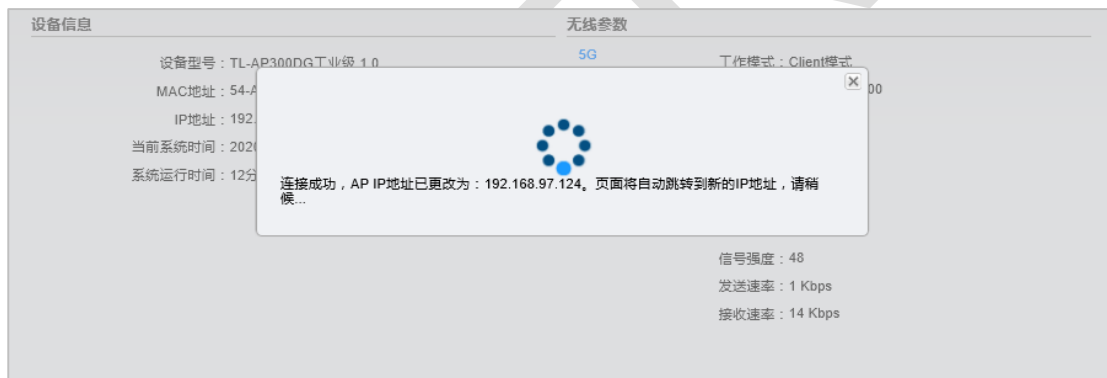 设备信息
无线参数
5G
设备型号：TL-AP300DG工业级 1.0
工作模式：Client模式
MAC地址：54-A
00
IP地址：192.
当前系统时间：202
系统运行时间：12分
连接成功，AP IP地址已更改为：192.168.97.124。页面将自动跳转到新的IP地址，请稍
候...
信号强度：48
发送速率：1 Kbps
接收速率：14 Kbps